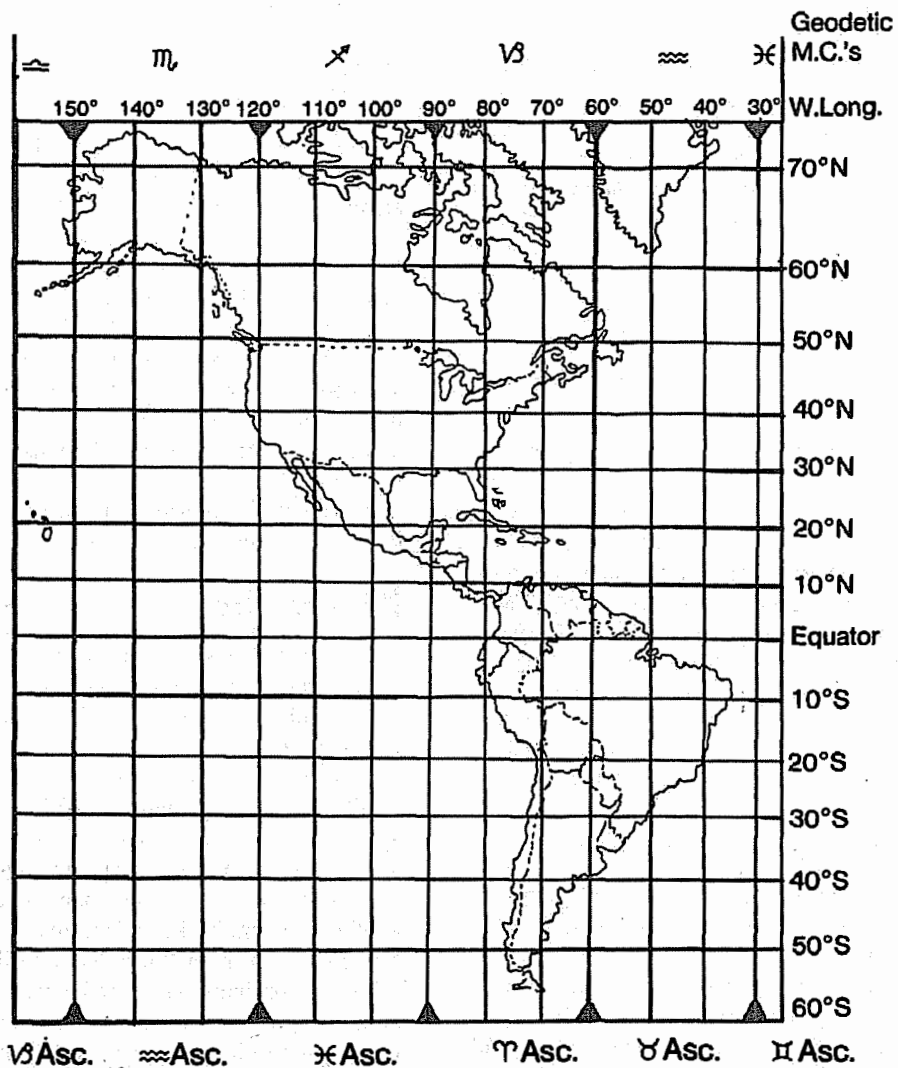 Geodetic
♎ ♏ ♐ ♑ ♒ ♓ M.C.'s
150° 140° 130° 120° 110° 100° 90° 80° 70° 60° 50° 40° 30° W.Long.
70°N
60°N
50°N
40°N
30°N
20°N
10°N
Equator
10°S
20°S
30°S
40°S
50°S
60°S
♑Asc. ♒Asc. ♓Asc. ♈Asc. ♉Asc. ♊Asc.